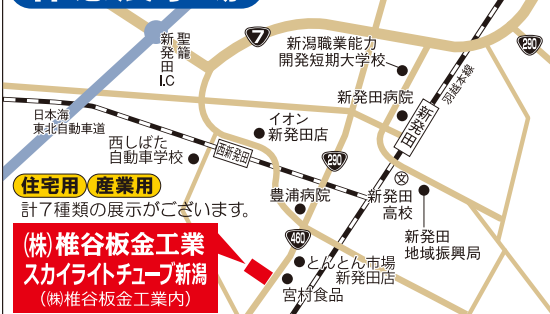 聖籠
新発田
I.C
7
新潟職業能力
開発短期大学校
290
羽越本線
新発田病院
新発田
日本海
東北自動車道
イオン
新発田店
西しばた
自動車学校
西新発田
290
住宅用 産業用
計7種類の展示がございます。
豊浦病院
文
新発田
高校
新発田
地域振興局
(株)椎谷板金工業
スカイライトチューブ新潟
(㈱椎谷板金工業内)
460
とんとん市場
新発田店
宮村食品